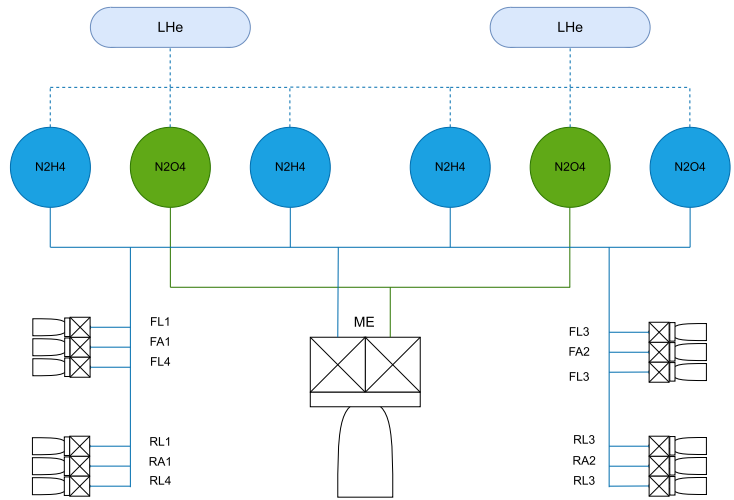 LHe
LHe
N2H4
N2O4
N2H4
N2H4
N2O4
N2O4
ME
FL1
FA1
FL4
FL3
FA2
FL3
RL1
RA1
RL4
RL3
RA2
RL3